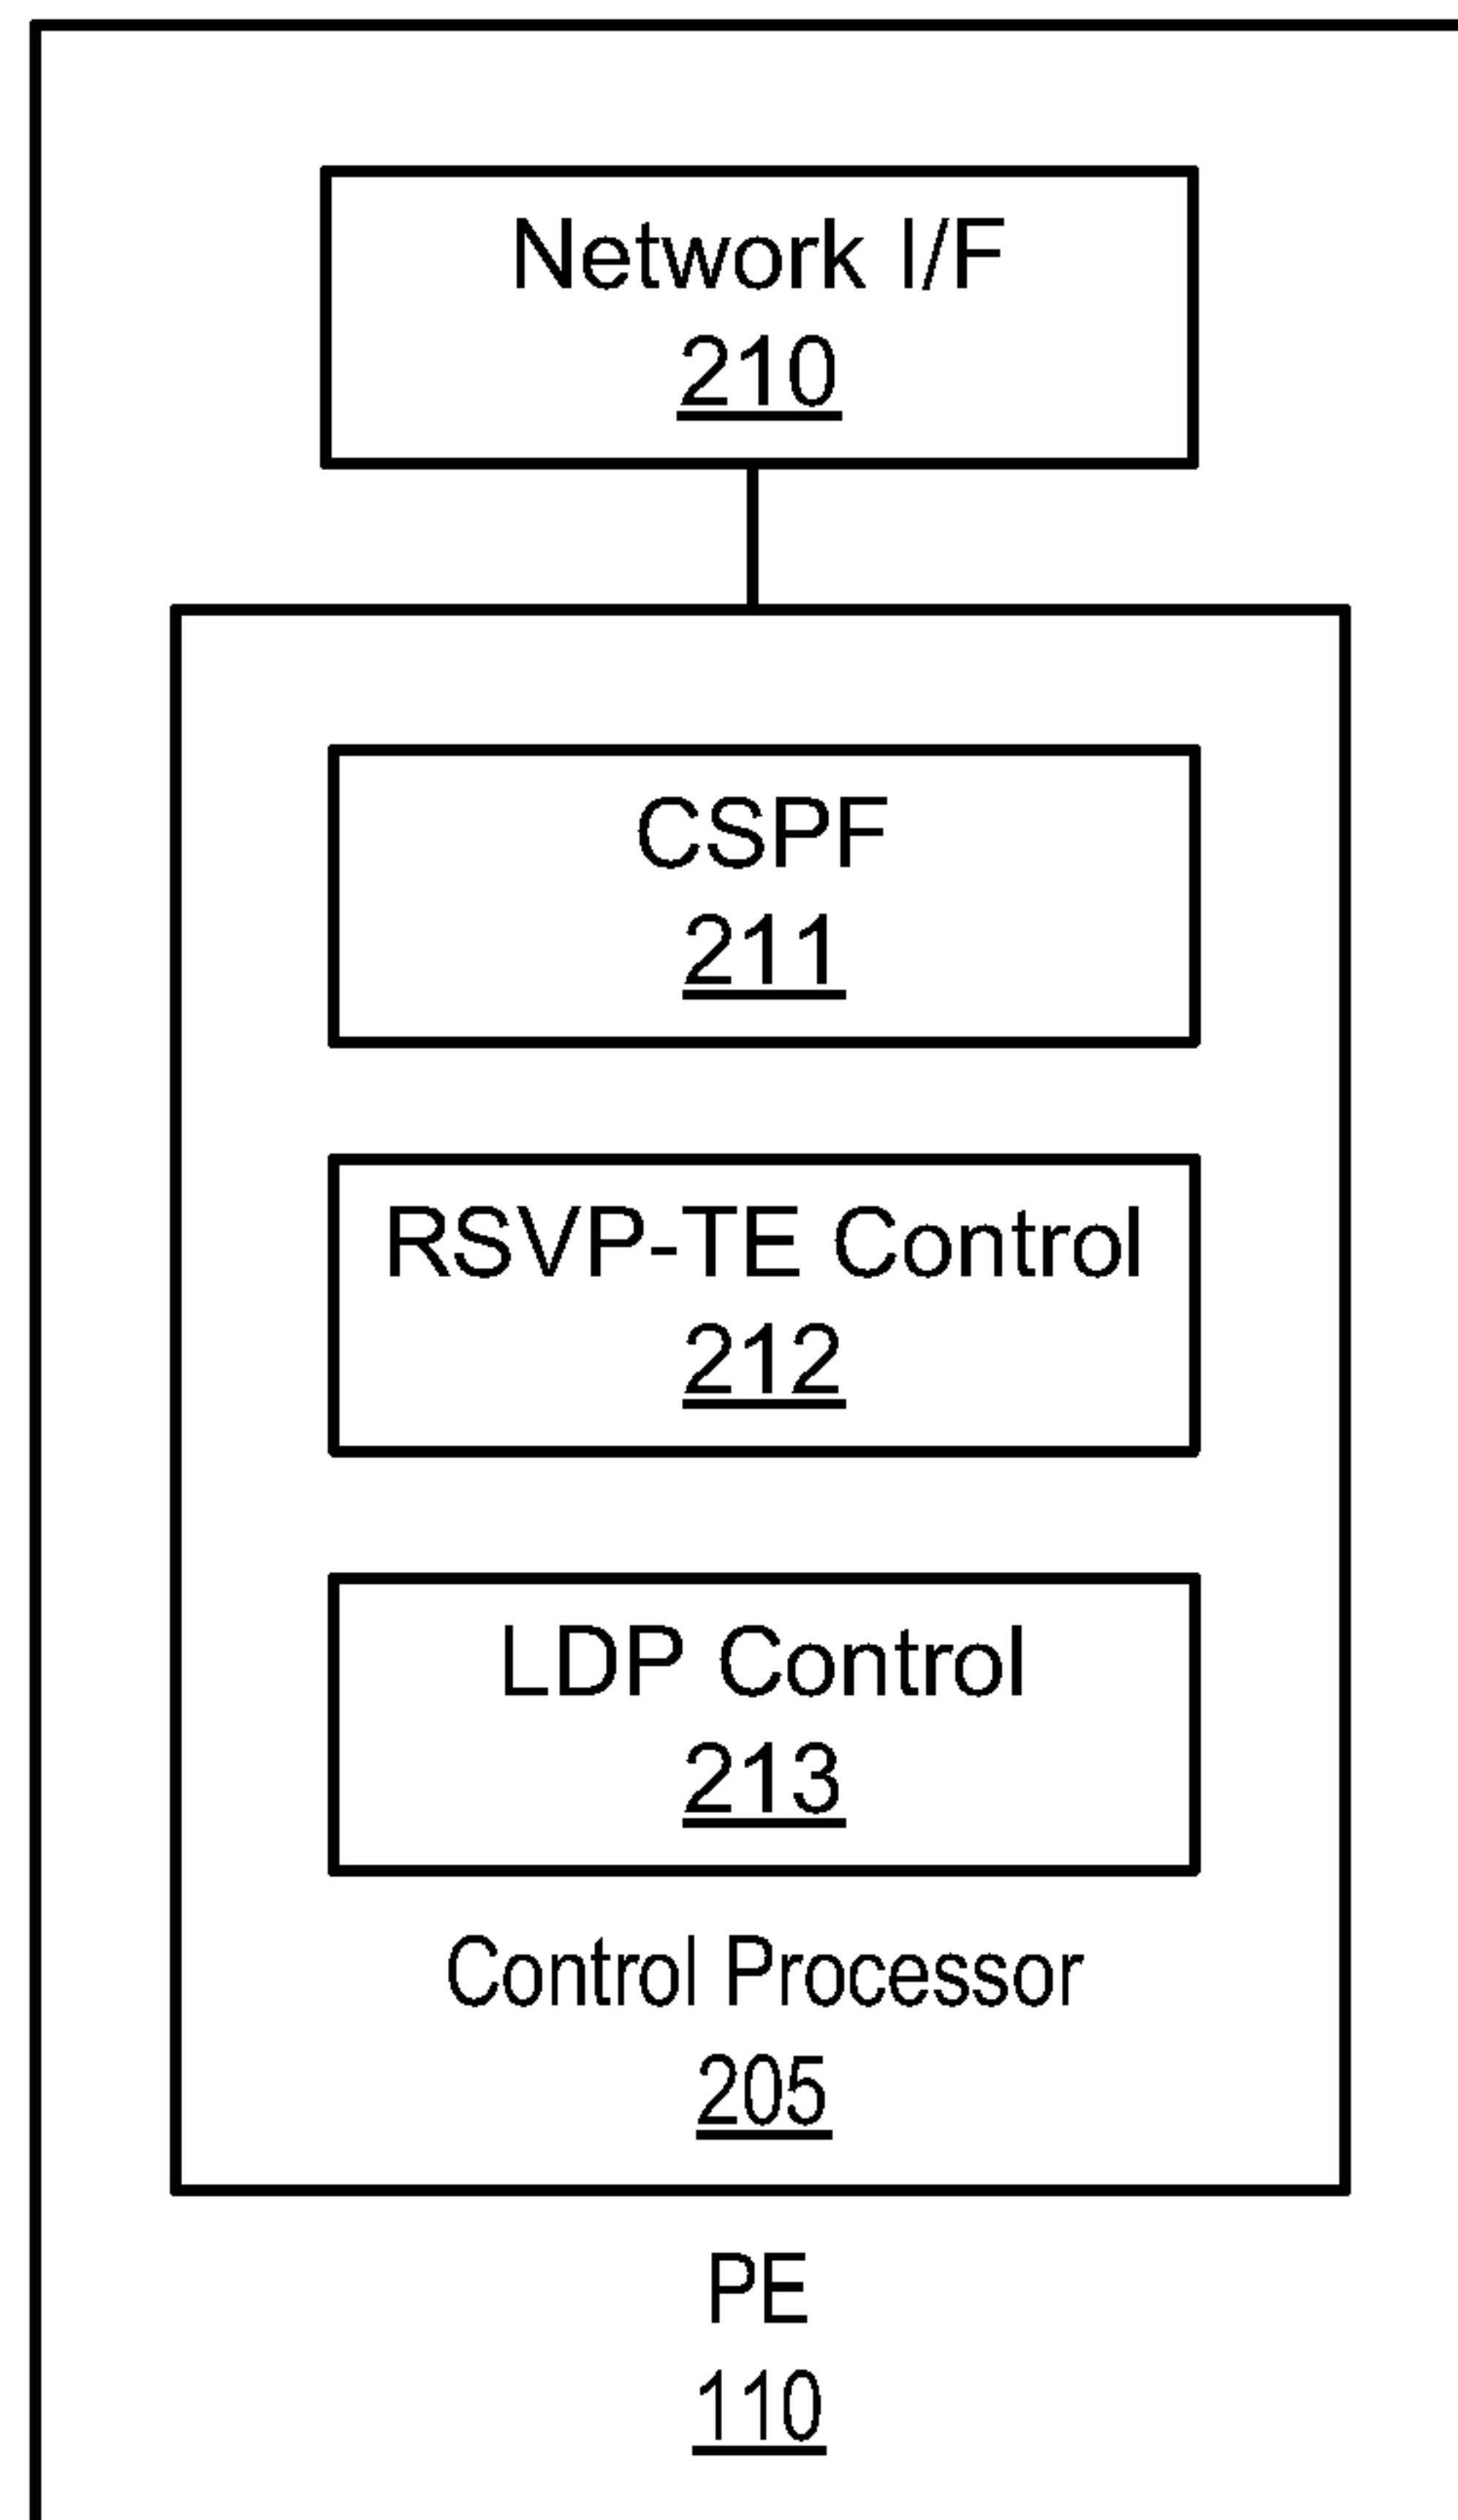 Network I/F
210
CSPF
211
RSVP-TE Control
212
LDP Control
213
Control Processor
205
PE
110